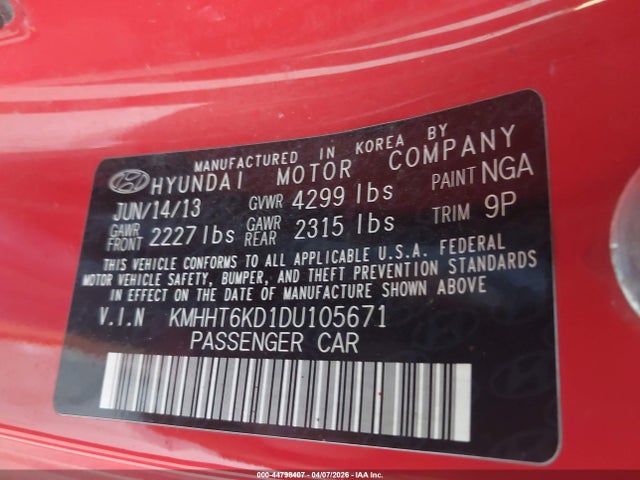 MANUFACTURED IN KOREA BY
HYUNDAI MOTOR COMPANY
JUN/14/13 GVWR 4299 lbs PAINT NGA
GAWR FRONT 2227 lbs GAWR REAR 2315 lbs TRIM 9P
THIS VEHICLE CONFORMS TO ALL APPLICABLE U.S.A. FEDERAL
MOTOR VEHICLE SAFETY, BUMPER, AND THEFT PREVENTION STANDARDS
IN EFFECT ON THE DATE OF MANUFACTURE SHOWN ABOVE
V.I.N KMHHT6KD1DU105671
PASSENGER CAR
000-44798407 - 04/07/2026 - IAA Inc.